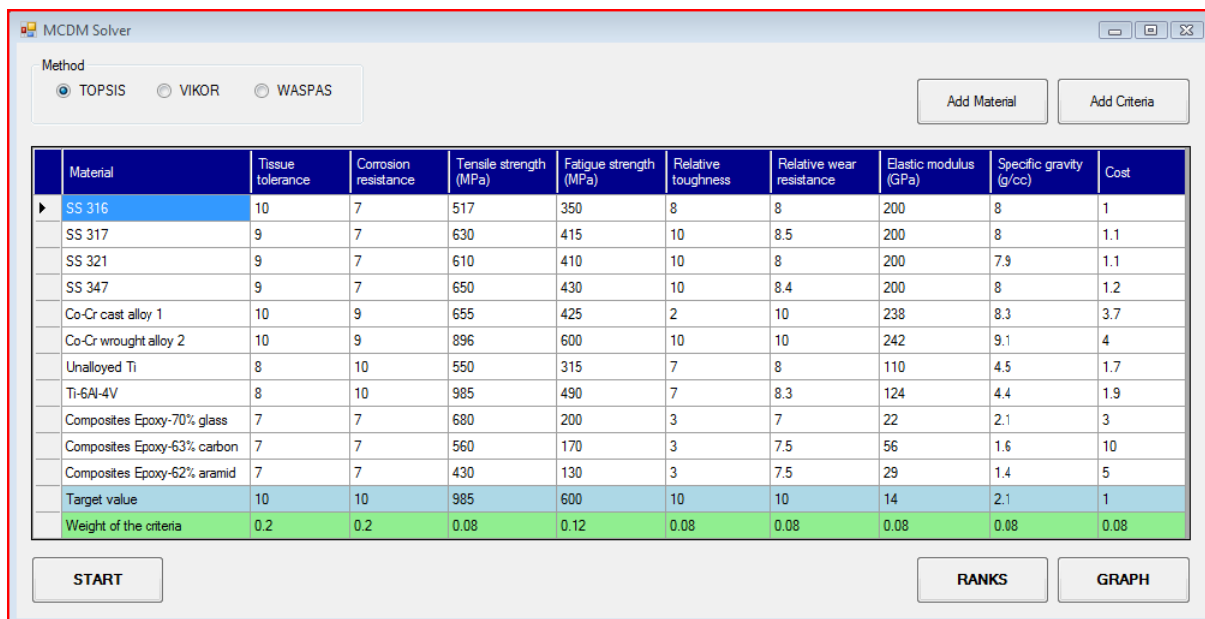 MCDM Solver
Method
TOPSIS VIKOR WASPAS
Add Material Add Criteria
Material Tissue tolerance Corrosion resistance Tensile strength (MPa) Fatigue strength (MPa) Relative toughness Relative wear resistance Elastic modulus (GPa) Specific gravity (g/cc) Cost
SS 316 10 7 517 350 8 8 200 8 1
SS 317 9 7 630 415 10 8.5 200 8 1.1
SS 321 9 7 610 410 10 8 200 7.9 1.1
SS 347 9 7 650 430 10 8.4 200 8 1.2
Co-Cr cast alloy 1 10 9 655 425 2 10 238 8.3 3.7
Co-Cr wrought alloy 2 10 9 896 600 10 10 242 9.1 4
Unalloyed Ti 8 10 550 315 7 8 110 4.5 1.7
Ti-6Al-4V 8 10 985 490 7 8.3 124 4.4 1.9
Composites Epoxy-70% glass 7 7 680 200 3 7 22 2.1 3
Composites Epoxy-63% carbon 7 7 560 170 3 7.5 56 1.6 10
Composites Epoxy-62% aramid 7 7 430 130 3 7.5 29 1.4 5
Target value 10 10 985 600 10 10 14 2.1 1
Weight of the criteria 0.2 0.2 0.08 0.12 0.08 0.08 0.08 0.08 0.08
START RANKS GRAPH